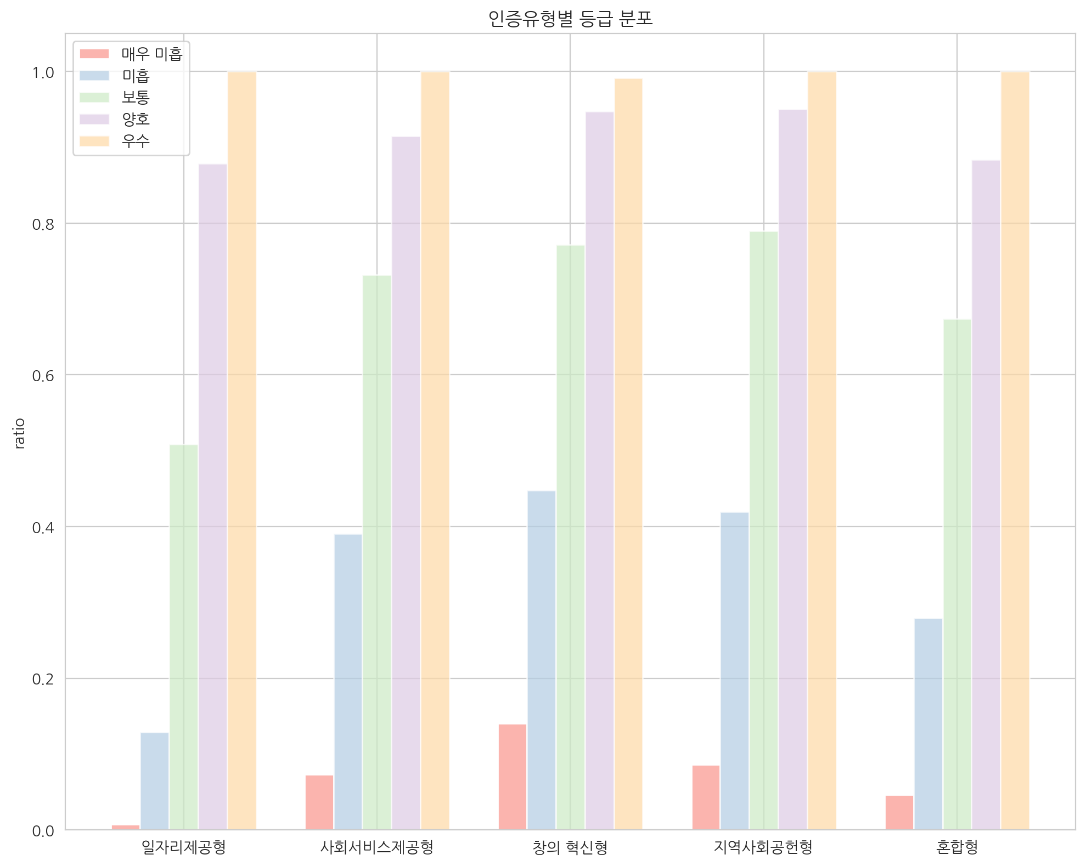 인증유형별 등급 분포
매우 미흡
미흡
보통
양호
우수
1.0
0.8
0.6
0.4
0.2
0.0
ratio
일자리제공형
사회서비스제공형
창의 혁신형
지역사회공헌형
혼합형